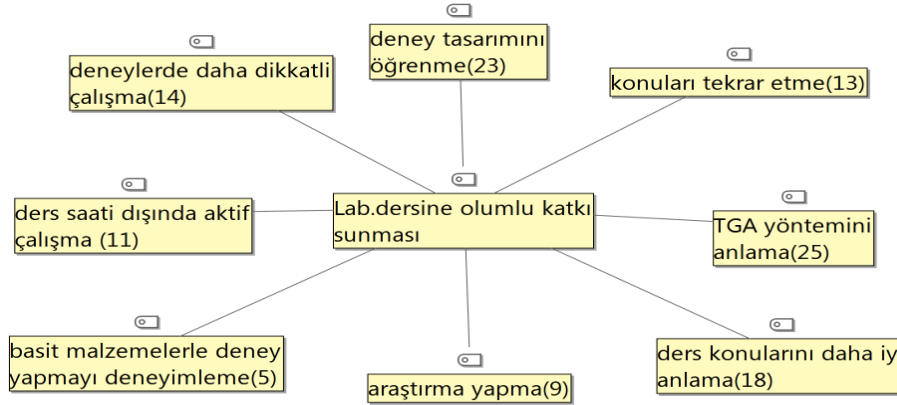 deney tasarımını
öğrenme(23)
deneylerde daha dikkatli
çalışma(14)
konuları tekrar etme(13)
ders saati dışında aktif
çalışma (11)
Lab.dersine olumlu katkı
sunması
TGA yöntemini
anlama(25)
basit malzemelerle deney
yapmayı deneyimleme(5)
araştırma yapma(9)
ders konularını daha iy
anlama(18)